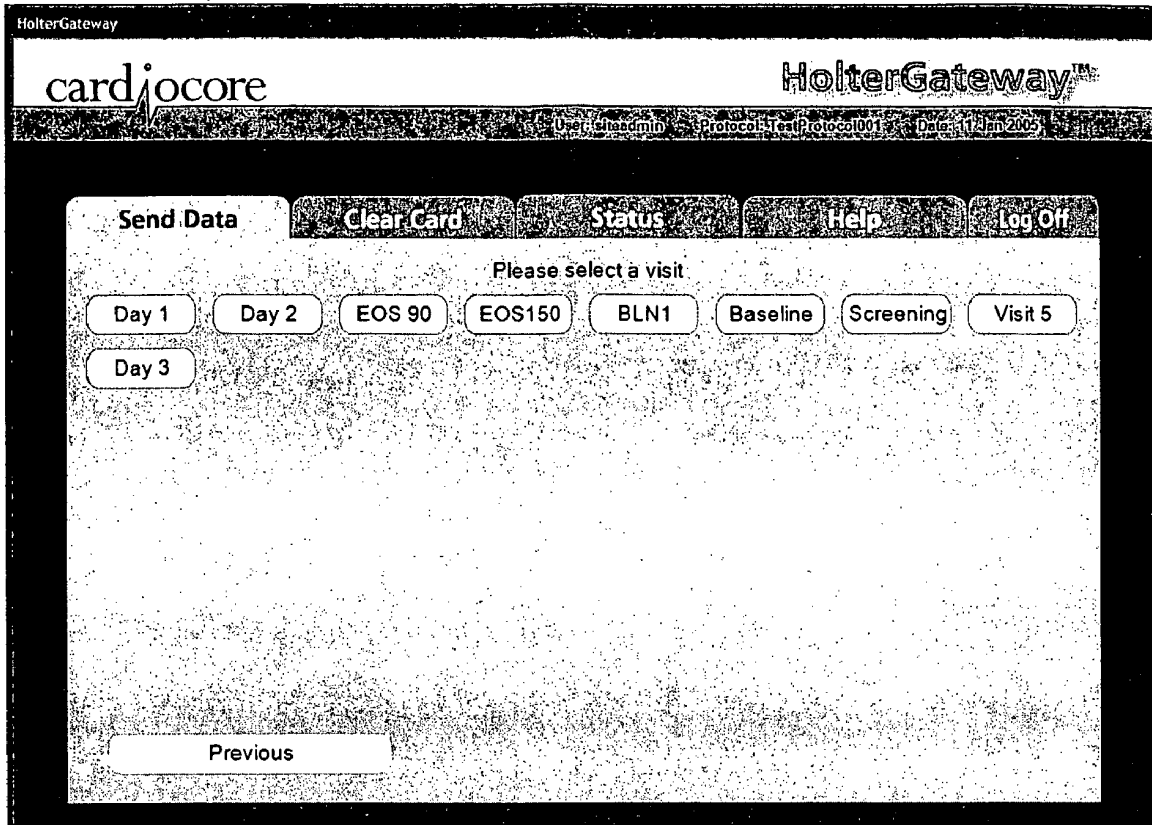 HolterGateway
cardiocore HolterGateway™
User: siteadmin Protocol: TestProtocol001 Date: 11 Jan 2005
Send Data Clear Card Status Help Log Off
Please select a visit
Day 1 Day 2 EOS 90 EOS150 BLN1 Baseline Screening Visit 5
Day 3
Previous